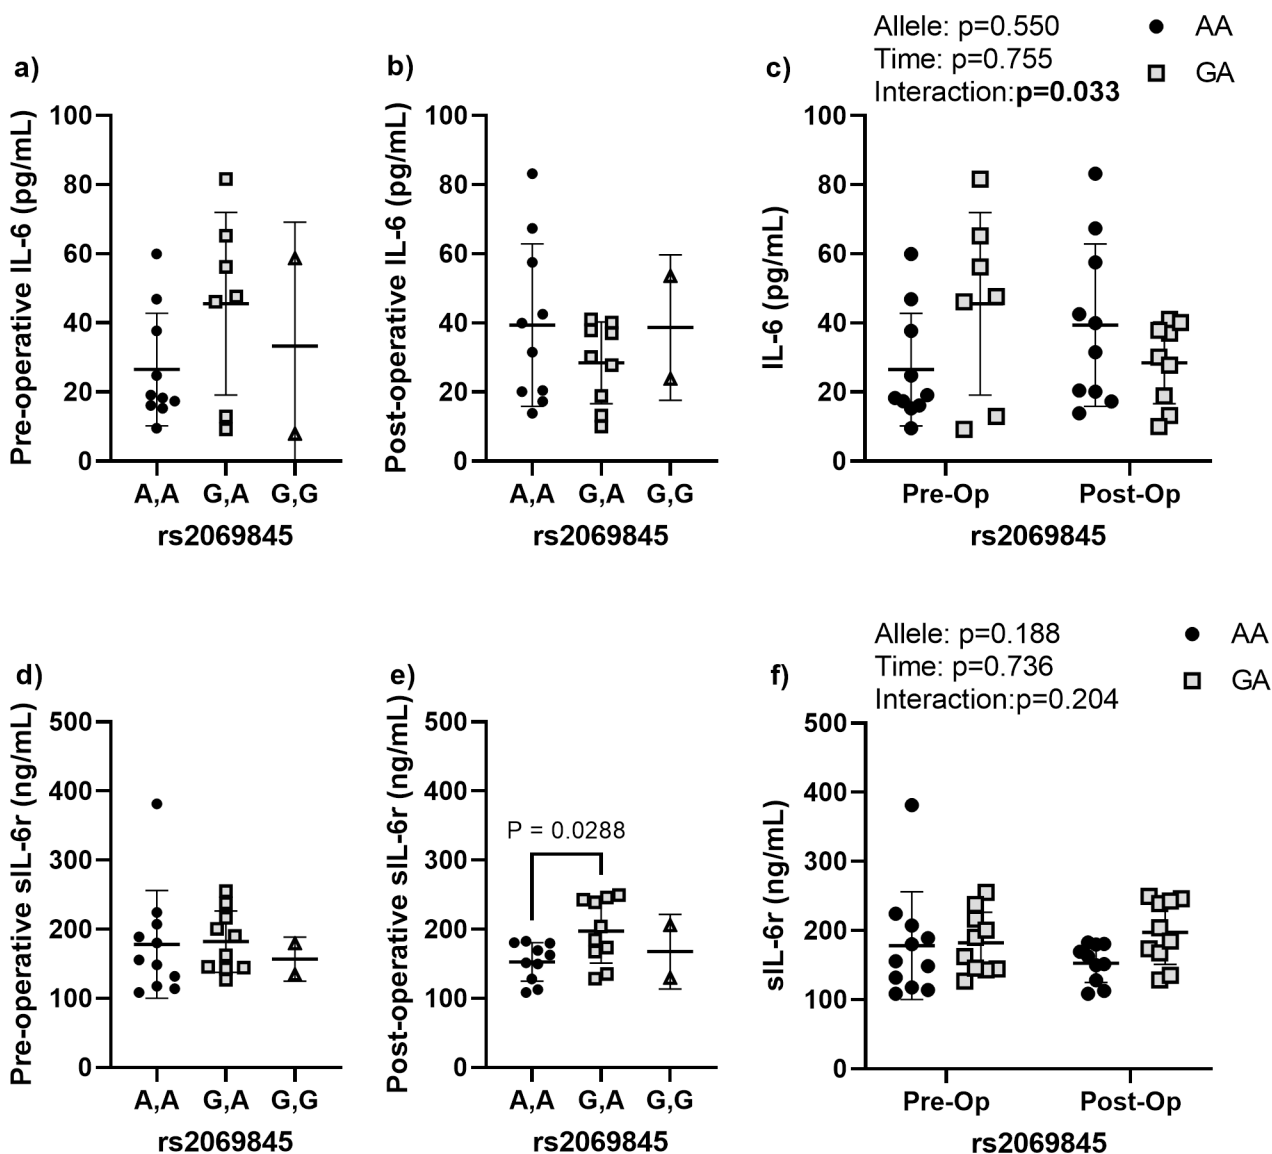 a)
Pre-operative IL-6 (pg/mL)
100
80
60
40
20
0
A,A G,A G,G
rs2069845
b)
Post-operative IL-6 (pg/mL)
100
80
60
40
20
0
A,A G,A G,G
rs2069845
c)
Allele: p=0.550
Time: p=0.755
Interaction:p=0.033
AA
GA
IL-6 (pg/mL)
100
80
60
40
20
0
Pre-Op Post-Op
rs2069845
d)
Pre-operative sIL-6r (ng/mL)
500
400
300
200
100
0
A,A G,A G,G
rs2069845
e)
Post-operative sIL-6r (ng/mL)
500
400
300
200
100
0
P = 0.0288
A,A G,A G,G
rs2069845
f)
Allele: p=0.188
Time: p=0.736
Interaction:p=0.204
AA
GA
sIL-6r (ng/mL)
500
400
300
200
100
0
Pre-Op Post-Op
rs2069845